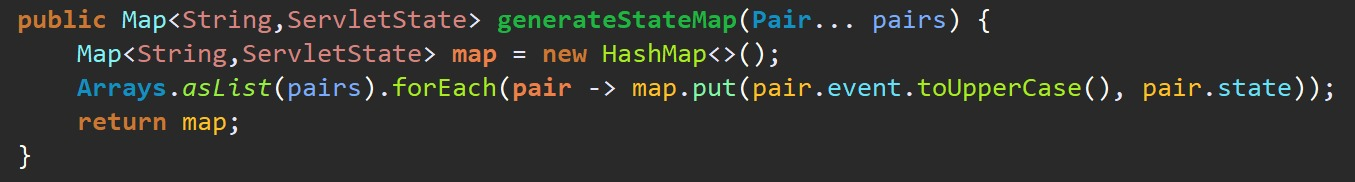 public Map<String,ServletState> generateStateMap(Pair... pairs) {
    Map<String,ServletState> map = new HashMap<>();
    Arrays.asList(pairs).forEach(pair -> map.put(pair.event.toUpperCase(), pair.state));
    return map;
}